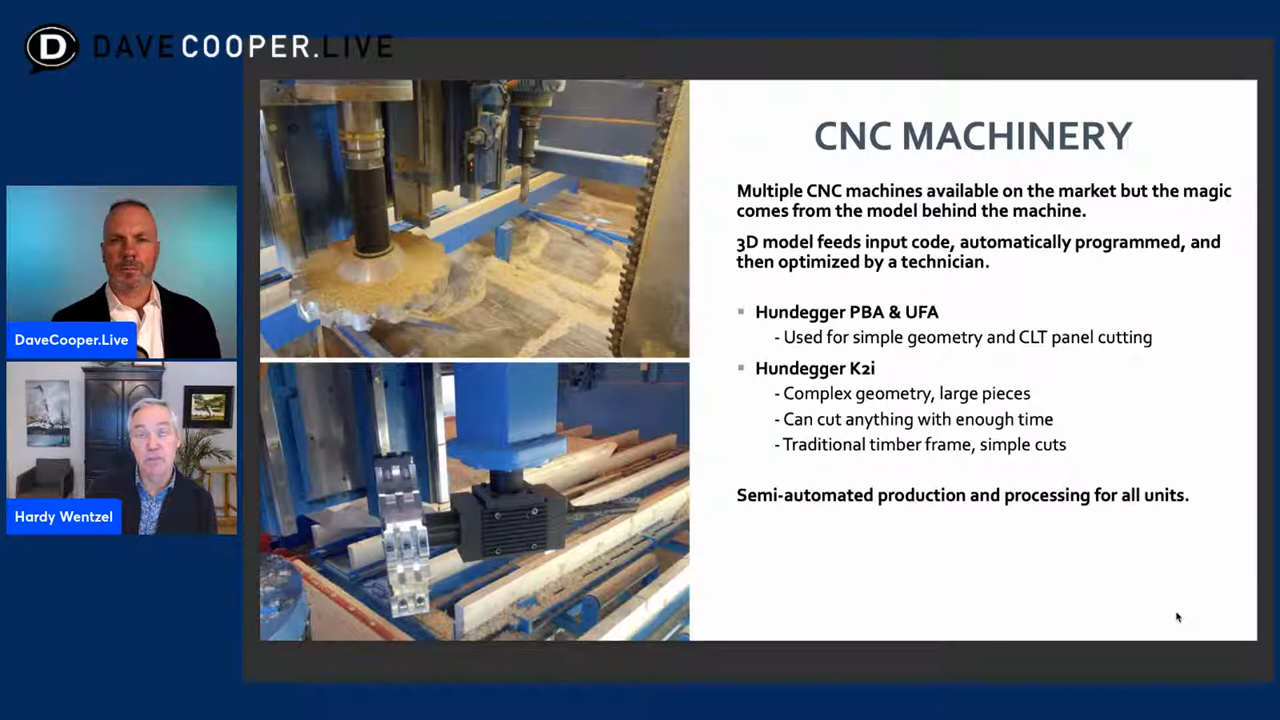 D DAVECOOPER.LIVE
CNC MACHINERY
Multiple CNC machines available on the market but the magic
comes from the model behind the machine.
3D model feeds input code, automatically programmed, and
then optimized by a technician.
▪ Hundegger PBA & UFA
- Used for simple geometry and CLT panel cutting
▪ Hundegger K2i
- Complex geometry, large pieces
- Can cut anything with enough time
- Traditional timber frame, simple cuts
Semi-automated production and processing for all units.
DaveCooper.Live
Hardy Wentzel